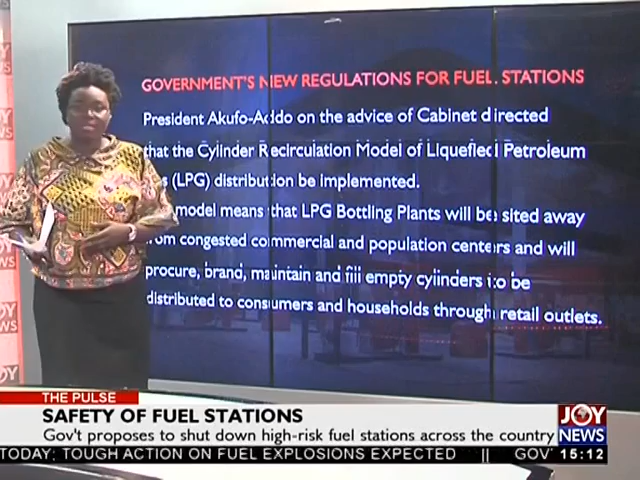 GOVERNMENT'S NEW REGULATIONS FOR FUEL STATIONS
President Akufo-Addo on the advice of Cabinet directed
that the Cylinder Recirculation Model of Liquefied Petroleum
s (LPG) distribution be implemented.
model means that LPG Bottling Plants will be sited away
from congested commercial and population centers and will
procure, brand, maintain and fill empty cylinders to be
distributed to consumers and households through retail outlets.
THE PULSE
SAFETY OF FUEL STATIONS
Gov't proposes to shut down high-risk fuel stations across the country
JOY
NEWS
TODAY: TOUGH ACTION ON FUEL EXPLOSIONS EXPECTED || GOV'
15:12
JOY
NEWS
JOY